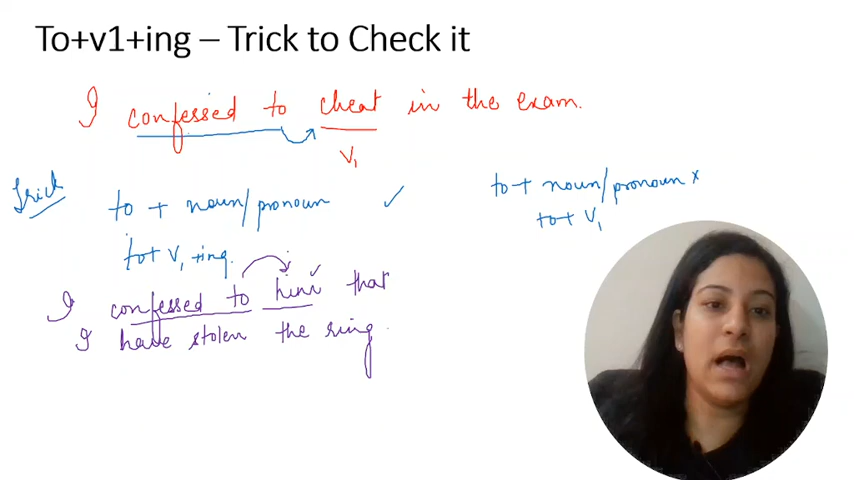 To+v1+ing – Trick to Check it
I confessed to cheat in the exam.
V1
Trick
to + noun/pronoun ✓
to+ V1 +ing.
to+ noun/pronoun x
to+ V1
I confessed to him ✓ that
I have stolen the ring.